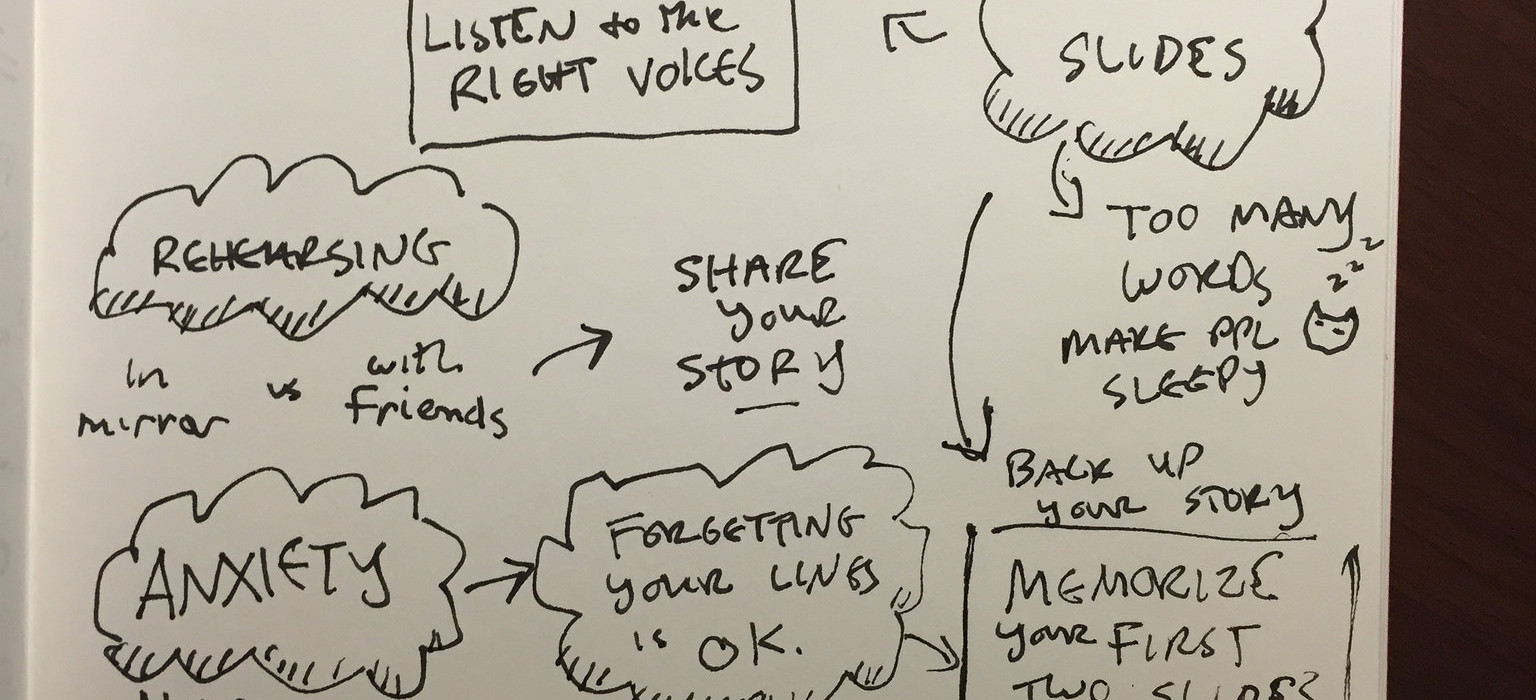 LISTEN to the
RIGHT VOICES
SLIDES
TOO MANY
WORDS
MAKE PPL
SLEEPY
zzz
REHEARSING
in
mirror
vs
with
friends
SHARE
your
STORY
BACK UP
your STORY
ANXIETY
FORGETTING
your LINES
is OK.
MEMORIZE
your FIRST
TWO SLIDES